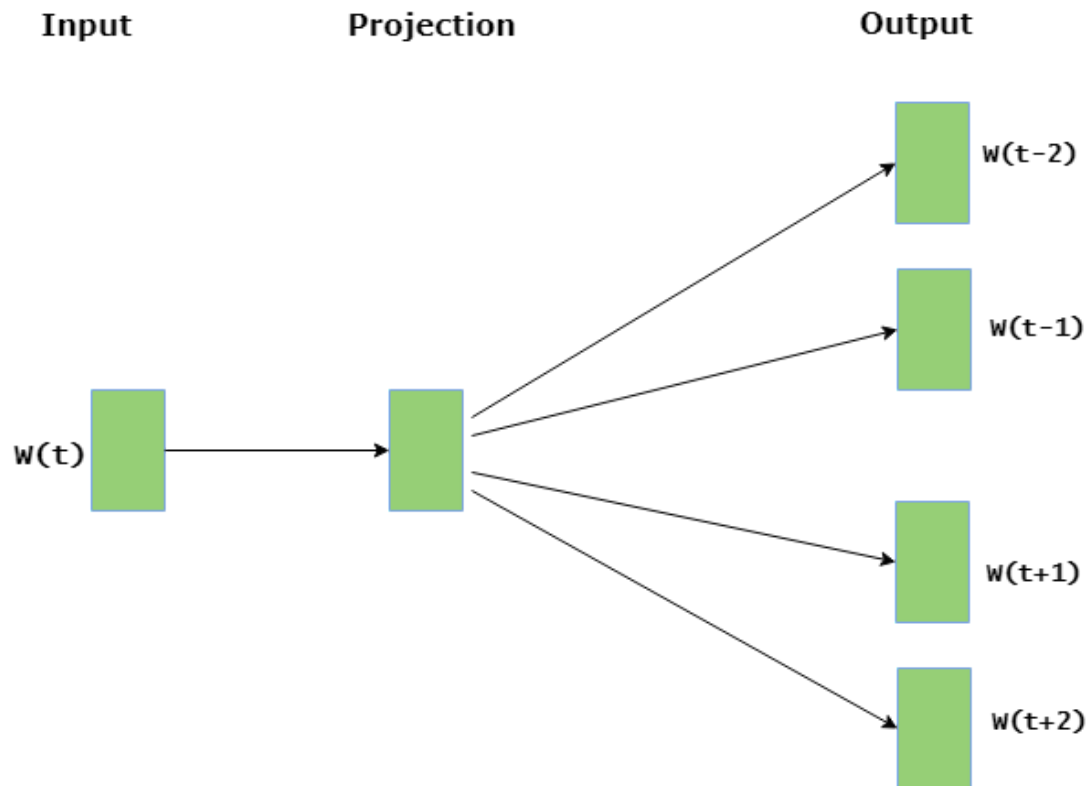 Input Projection Output
W(t-2)
W(t-1)
W(t)
W(t+1)
W(t+2)